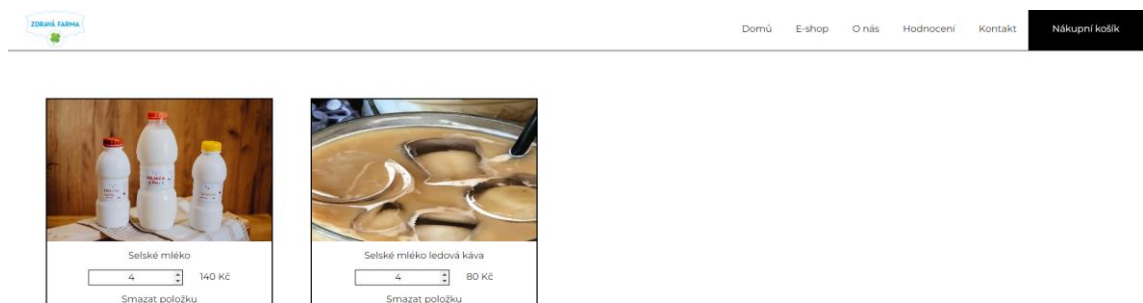 ZDRAVÁ FARMA
Domů E-shop O nás Hodnocení Kontakt Nákupní košík
Selské mléko
4 140 Kč
Smazat položku
Selské mléko ledová káva
4 80 Kč
Smazat položku